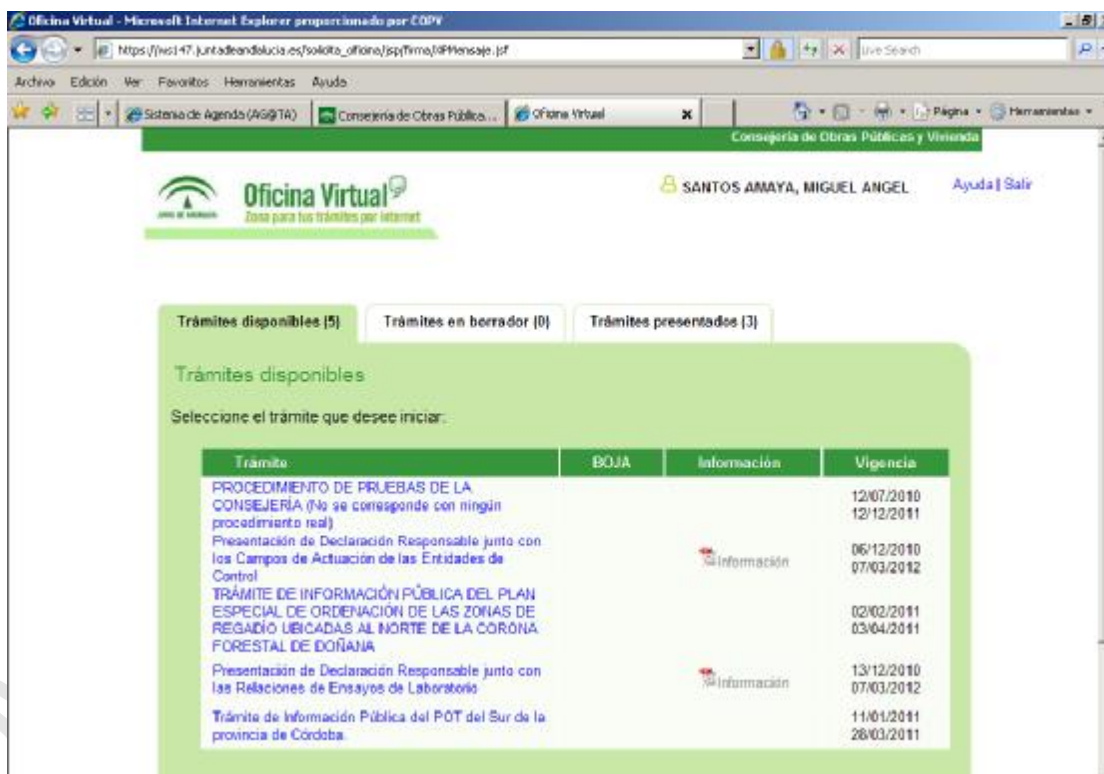 Oficina Virtual - Microsoft Internet Explorer proporcionado por COPV
https://ws147.juntadeandalucia.es/solicita_oficina/jsp/firma/XPMensaje.jsf
Live Search
Archivo Edición Ver Favoritos Herramientas Ayuda
Sistema de Agenda (AG@TA) Consejería de Obras Pública... Oficina Virtual Página Herramientas
Consejería de Obras Públicas y Vivienda
JUNTA DE ANDALUCIA
Oficina Virtual
Zona para tus trámites por internet
SANTOS AMAYA, MIGUEL ANGEL Ayuda | Salir
Trámites disponibles (5) Trámites en borrador (0) Trámites presentados (3)
Trámites disponibles
Seleccione el trámite que desee iniciar:
Trámite BOJA Información Vigencia
PROCEDIMIENTO DE PRUEBAS DE LA
CONSEJERÍA (No se corresponde con ningún
procedimiento real)
12/07/2010
12/12/2011
Presentación de Declaración Responsable junto con
los Campos de Actuación de las Entidades de
Control
Información
06/12/2010
07/03/2012
TRÁMITE DE INFORMACIÓN PÚBLICA DEL PLAN
ESPECIAL DE ORDENACIÓN DE LAS ZONAS DE
REGADÍO UBICADAS AL NORTE DE LA CORONA
FORESTAL DE DOÑANA
02/02/2011
03/04/2011
Presentación de Declaración Responsable junto con
las Relaciones de Ensayos de Laboratorio
Información
13/12/2010
07/03/2012
Trámite de Información Pública del POT del Sur de la
provincia de Córdoba.
11/01/2011
28/03/2011